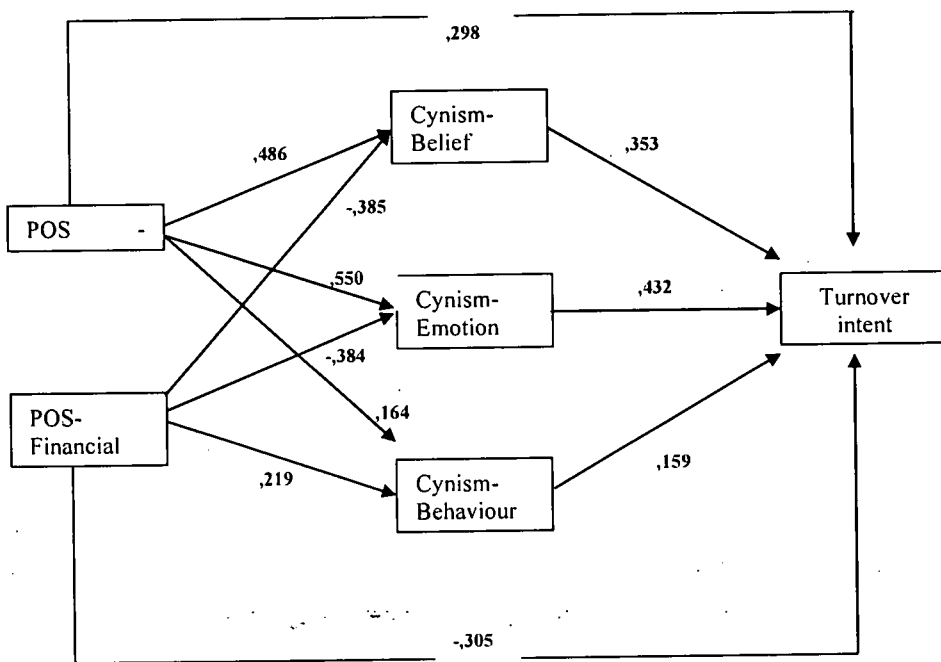 ,298
Cynism-
Belief
,486
,353
-,385
POS -
,550
Cynism-
Emotion
,432
Turnover
intent
-,384
POS-
Financial
,164
,219
Cynism-
Behaviour
,159
-,305